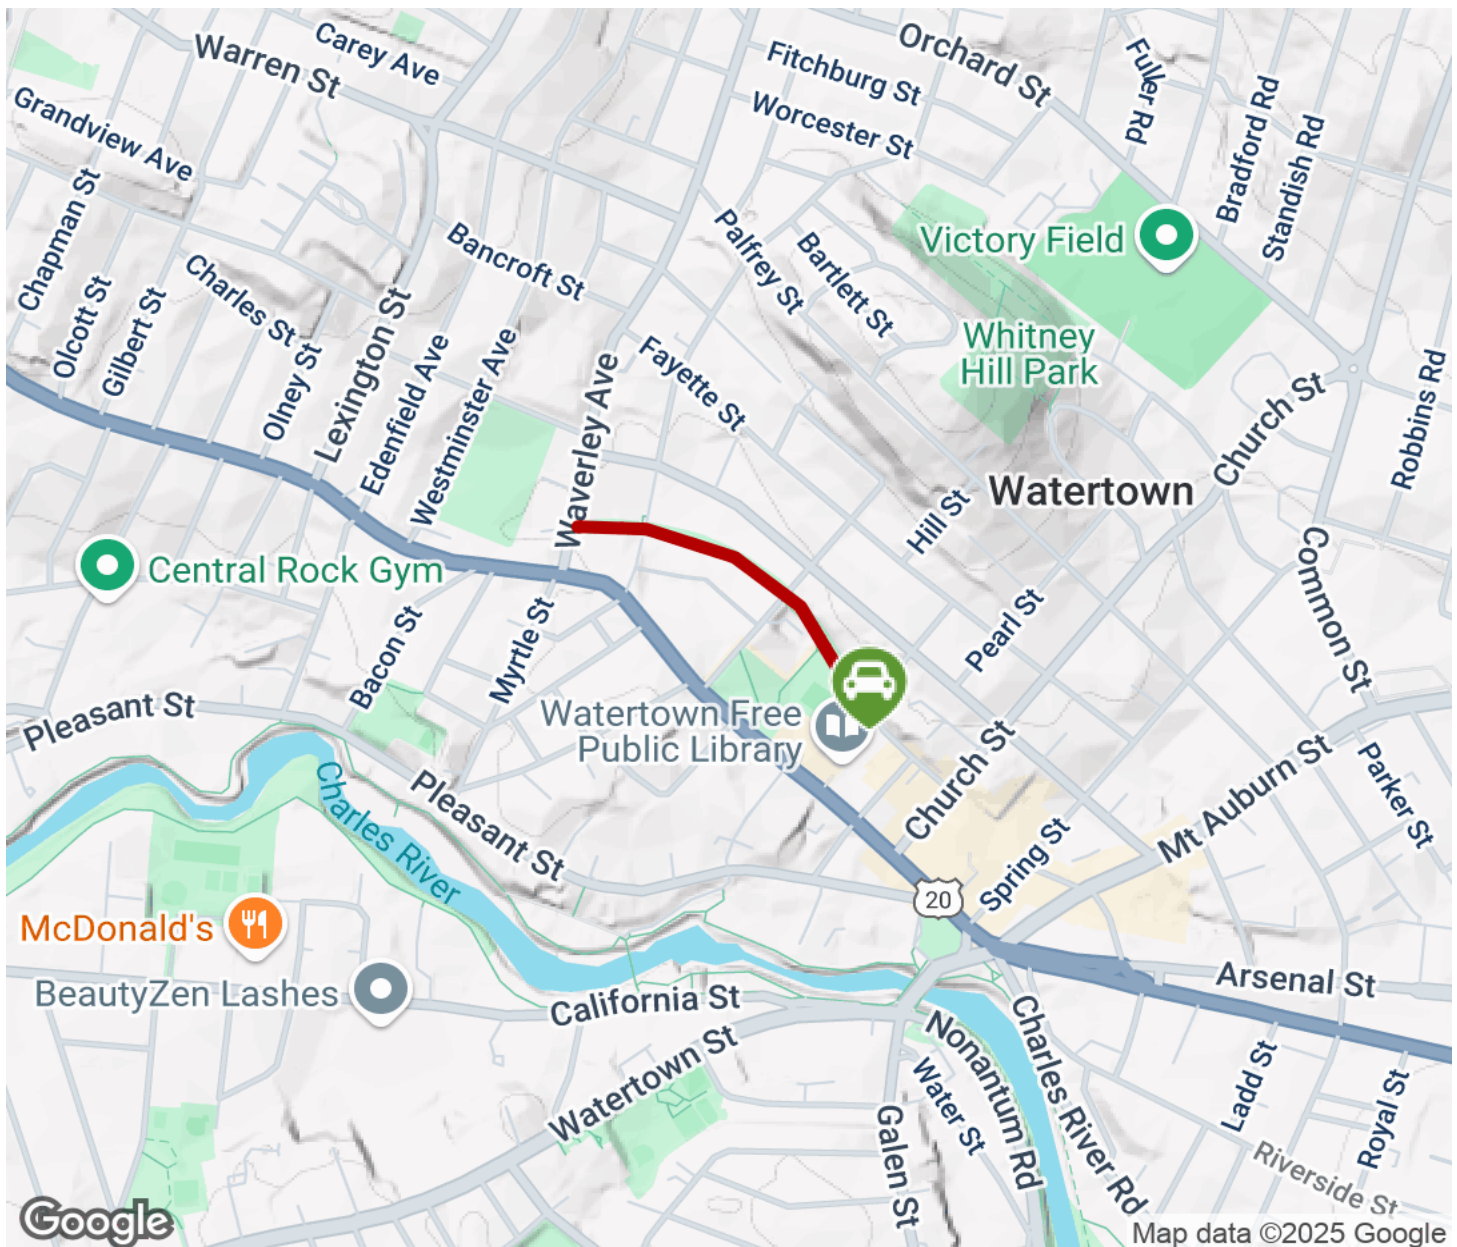 Carey Ave
Warren St
Orchard St
Fitchburg St
Fuller Rd
Worcester St
Bradford Rd
Standish Rd
Grandview Ave
Chapman St
Olcott St
Gilbert St
Charles St
Olney St
Lexington St
Bancroft St
Edenfield Ave
Westminster Ave
Waverley Ave
Fayette St
Palfrey St
Bartlett St
Victory Field
Whitney
Hill Park
Church St
Robbins Rd
Watertown
Hill St
Common St
Central Rock Gym
Bacon St
Myrtle St
Pearl St
Watertown Free
Public Library
Pleasant St
Charles River
Pleasant St
Church St
Spring St
Mt Auburn St
Parker St
20
McDonald's
BeautyZen Lashes
California St
Watertown St
Arsenal St
Nonantum Rd
Charles River Rd
Water St
Galen St
Ladd St
Royal St
Riverside St
Google
Map data ©2025 Google